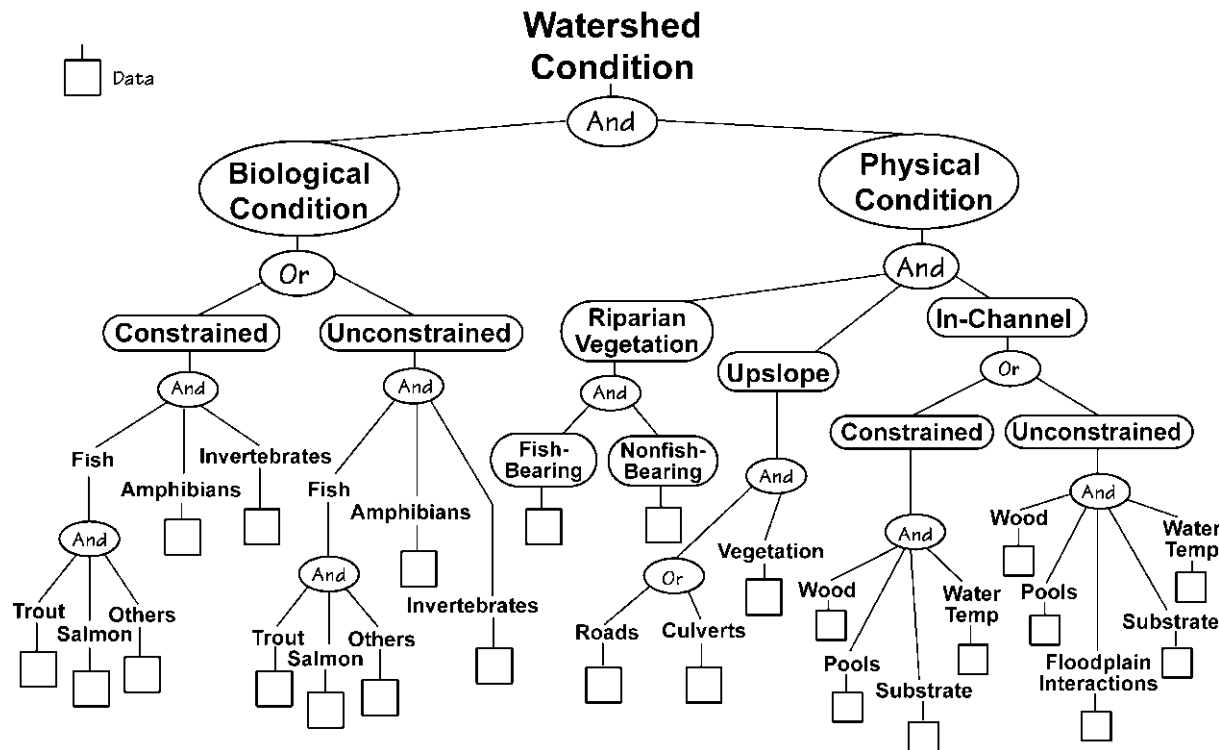 Watershed
Condition
Data
And
Biological
Condition
Physical
Condition
Or
And
Constrained
Unconstrained
Riparian
Vegetation
In-Channel
Upslope
And
And
And
Or
Constrained
Unconstrained
Fish
Amphibians
Invertebrates
Fish
Amphibians
Invertebrates
Fish-
Bearing
Nonfish-
Bearing
And
And
And
And
And
Trout
Salmon
Others
Trout
Salmon
Others
Or
Vegetation
Roads
Culverts
Wood
Pools
Substrate
Water
Temp
Wood
Pools
Floodplain
Interactions
Substrate
Water
Temp